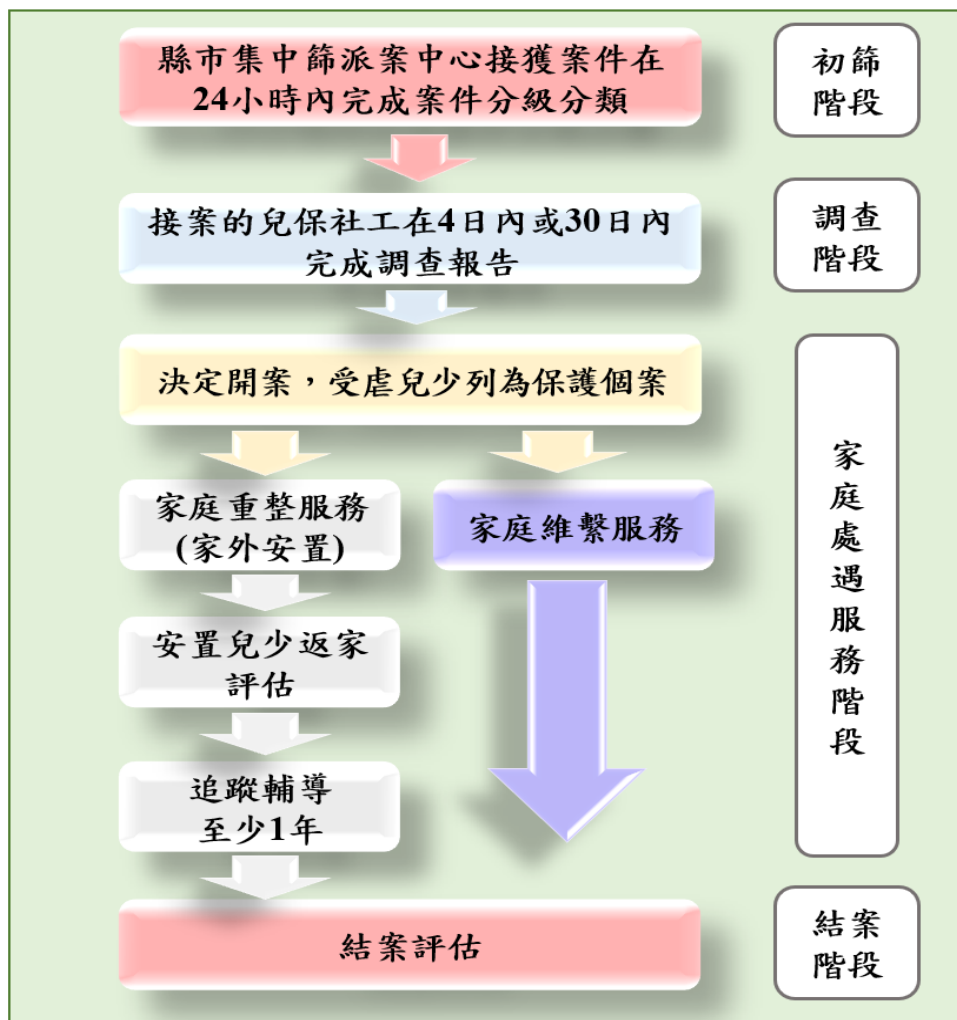 縣市集中篩派案中心接獲案件在
24小時內完成案件分級分類
初篩
階段
接案的兒保社工在4日內或30日內
完成調查報告
調查
階段
決定開案，受虐兒少列為保護個案
家庭重整服務
(家外安置)
家庭維繫服務
安置兒少返家
評估
追蹤輔導
至少1年
家庭處遇服務階段
結案評估
結案
階段